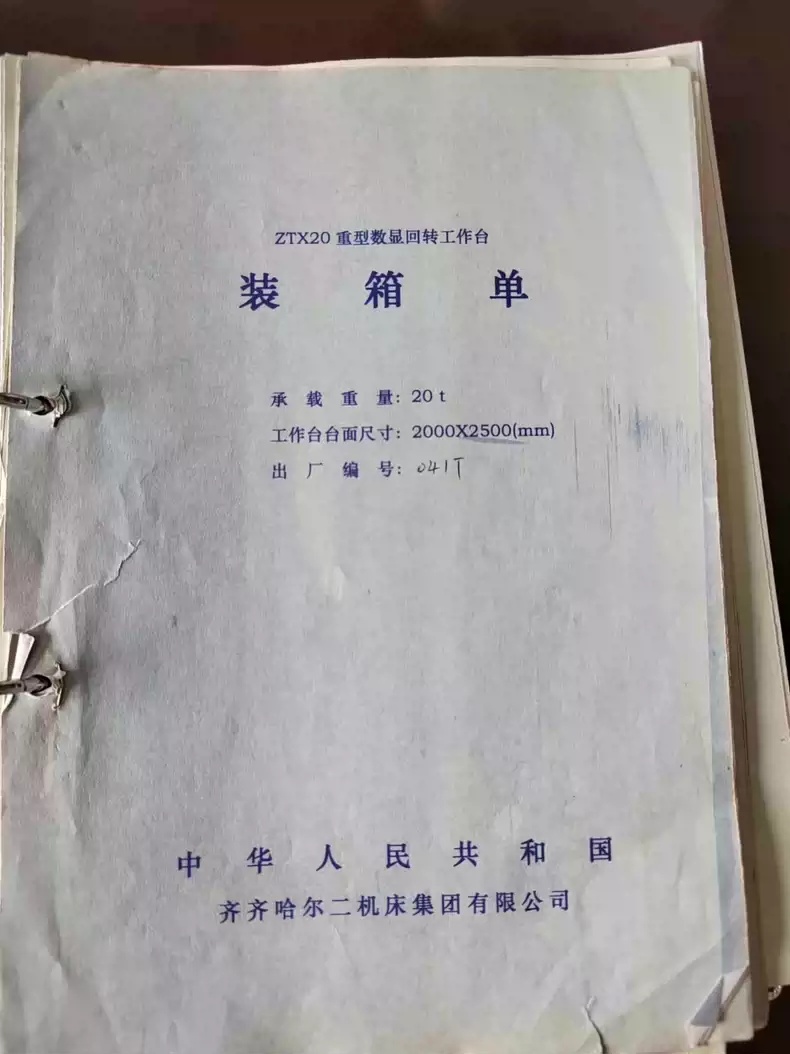 ZTX20 重型数显回转工作台
装箱单
承载重量：20 t
工作台台面尺寸：2000X2500(mm)
出厂编号：041T
中华人民共和国
齐齐哈尔二机床集团有限公司